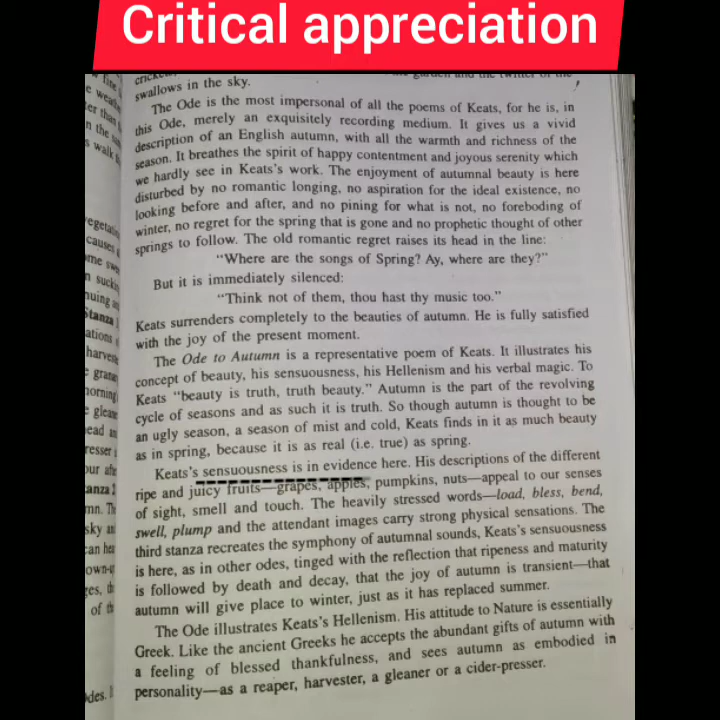 Critical appreciation
swallows in the sky.
the garden and the twitter of the
The Ode is the most impersonal of all the poems of Keats, for he is, in
this Ode, merely an exquisitely recording medium. It gives us a vivid
description of an English autumn, with all the warmth and richness of the
season. It breathes the spirit of happy contentment and joyous serenity which
we hardly see in Keats's work. The enjoyment of autumnal beauty is here
disturbed by no romantic longing, no aspiration for the ideal existence, no
looking before and after, and no pining for what is not, no foreboding of
winter, no regret for the spring that is gone and no prophetic thought of other
springs to follow. The old romantic regret raises its head in the line:
"Where are the songs of Spring? Ay, where are they?"
But it is immediately silenced:
"Think not of them, thou hast thy music too."
Keats surrenders completely to the beauties of autumn. He is fully satisfied
with the joy of the present moment.
The Ode to Autumn is a representative poem of Keats. It illustrates his
concept of beauty, his sensuousness, his Hellenism and his verbal magic. To
Keats "beauty is truth, truth beauty." Autumn is the part of the revolving
cycle of seasons and as such it is truth. So though autumn is thought to be
an ugly season, a season of mist and cold, Keats finds in it as much beauty
as in spring, because it is as real (i.e. true) as spring.
Keats's sensuousness is in evidence here. His descriptions of the different
ripe and juicy fruits—grapes, apples, pumpkins, nuts—appeal to our senses
of sight, smell and touch. The heavily stressed words—load, bless, bend,
swell, plump and the attendant images carry strong physical sensations. The
third stanza recreates the symphony of autumnal sounds, Keats's sensuousness
is here, as in other odes, tinged with the reflection that ripeness and maturity
is followed by death and decay, that the joy of autumn is transient—that
autumn will give place to winter, just as it has replaced summer.
The Ode illustrates Keats's Hellenism. His attitude to Nature is essentially
Greek. Like the ancient Greeks he accepts the abundant gifts of autumn with
a feeling of blessed thankfulness, and sees autumn as embodied in
personality—as a reaper, harvester, a gleaner or a cider-presser.